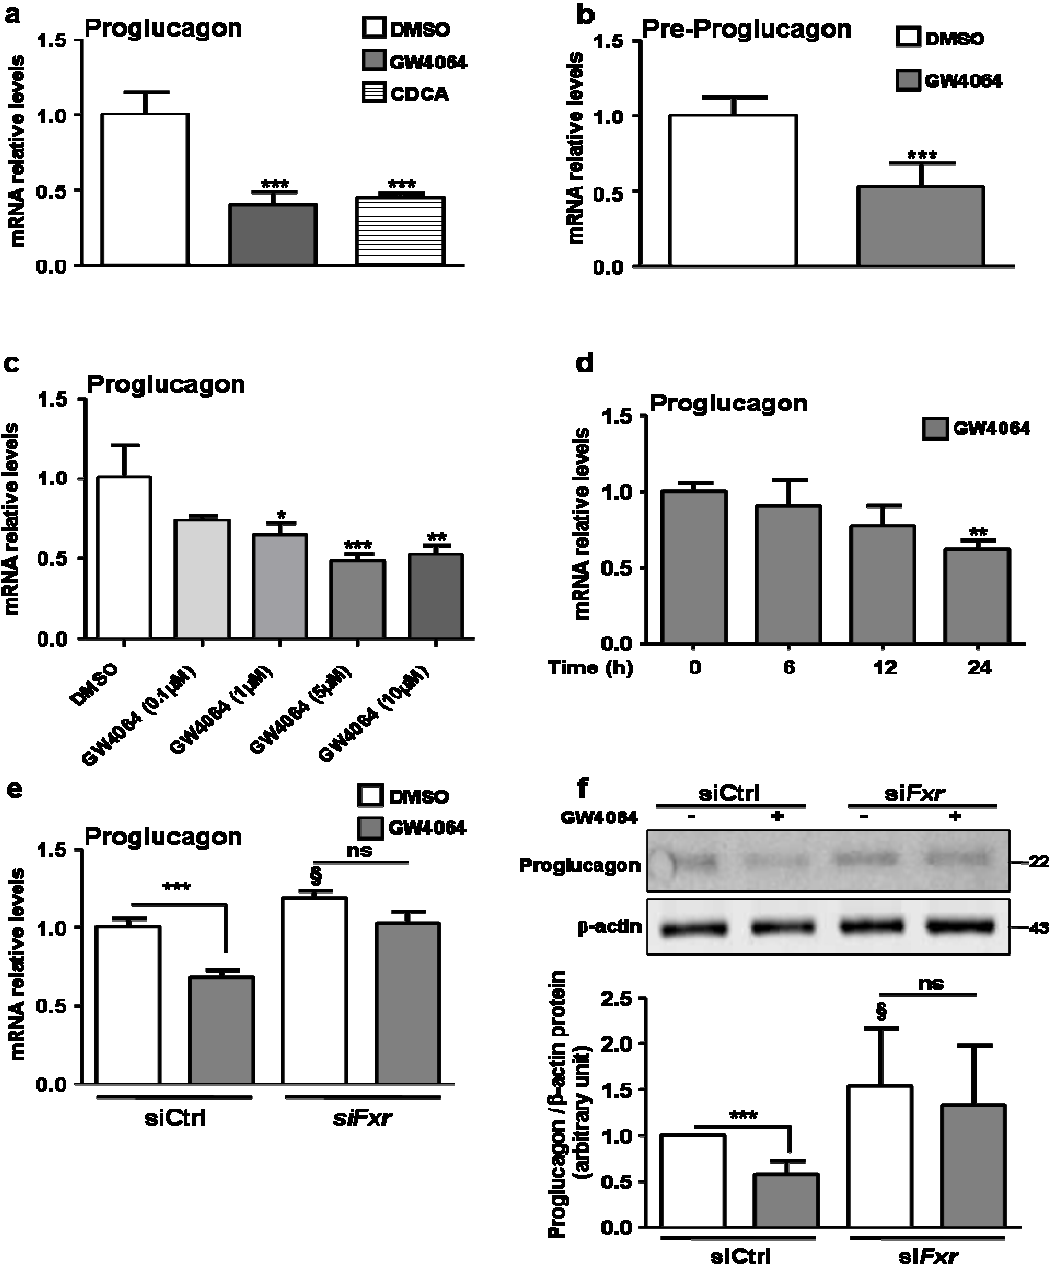 a
Proglucagon
DMSO
GW4064
CDCA
mRNA relative levels
1.5
1.0
0.5
0.0
***
***
b
Pre-Proglucagon
DMSO
GW4064
mRNA relative levels
1.5
1.0
0.5
0.0
***
c
Proglucagon
mRNA relative levels
1.5
1.0
0.5
0.0
*
***
**
DMSO
GW4064 (0.1µM)
GW4064 (1µM)
GW4064 (5µM)
GW4064 (10µM)
d
Proglucagon
GW4064
mRNA relative levels
1.5
1.0
0.5
0.0
**
Time (h)
0
6
12
24
e
DMSO
GW4064
Proglucagon
mRNA relative levels
1.5
1.0
0.5
0.0
***
§
ns
siCtrl
siFxr
f
siCtrl
siFxr
GW4064
-
+
-
+
Proglucagon
22
β-actin
43
Proglucagon /β-actin protein
(arbitrary unit)
2.5
2.0
1.5
1.0
0.5
0.0
***
§
ns
siCtrl
siFxr